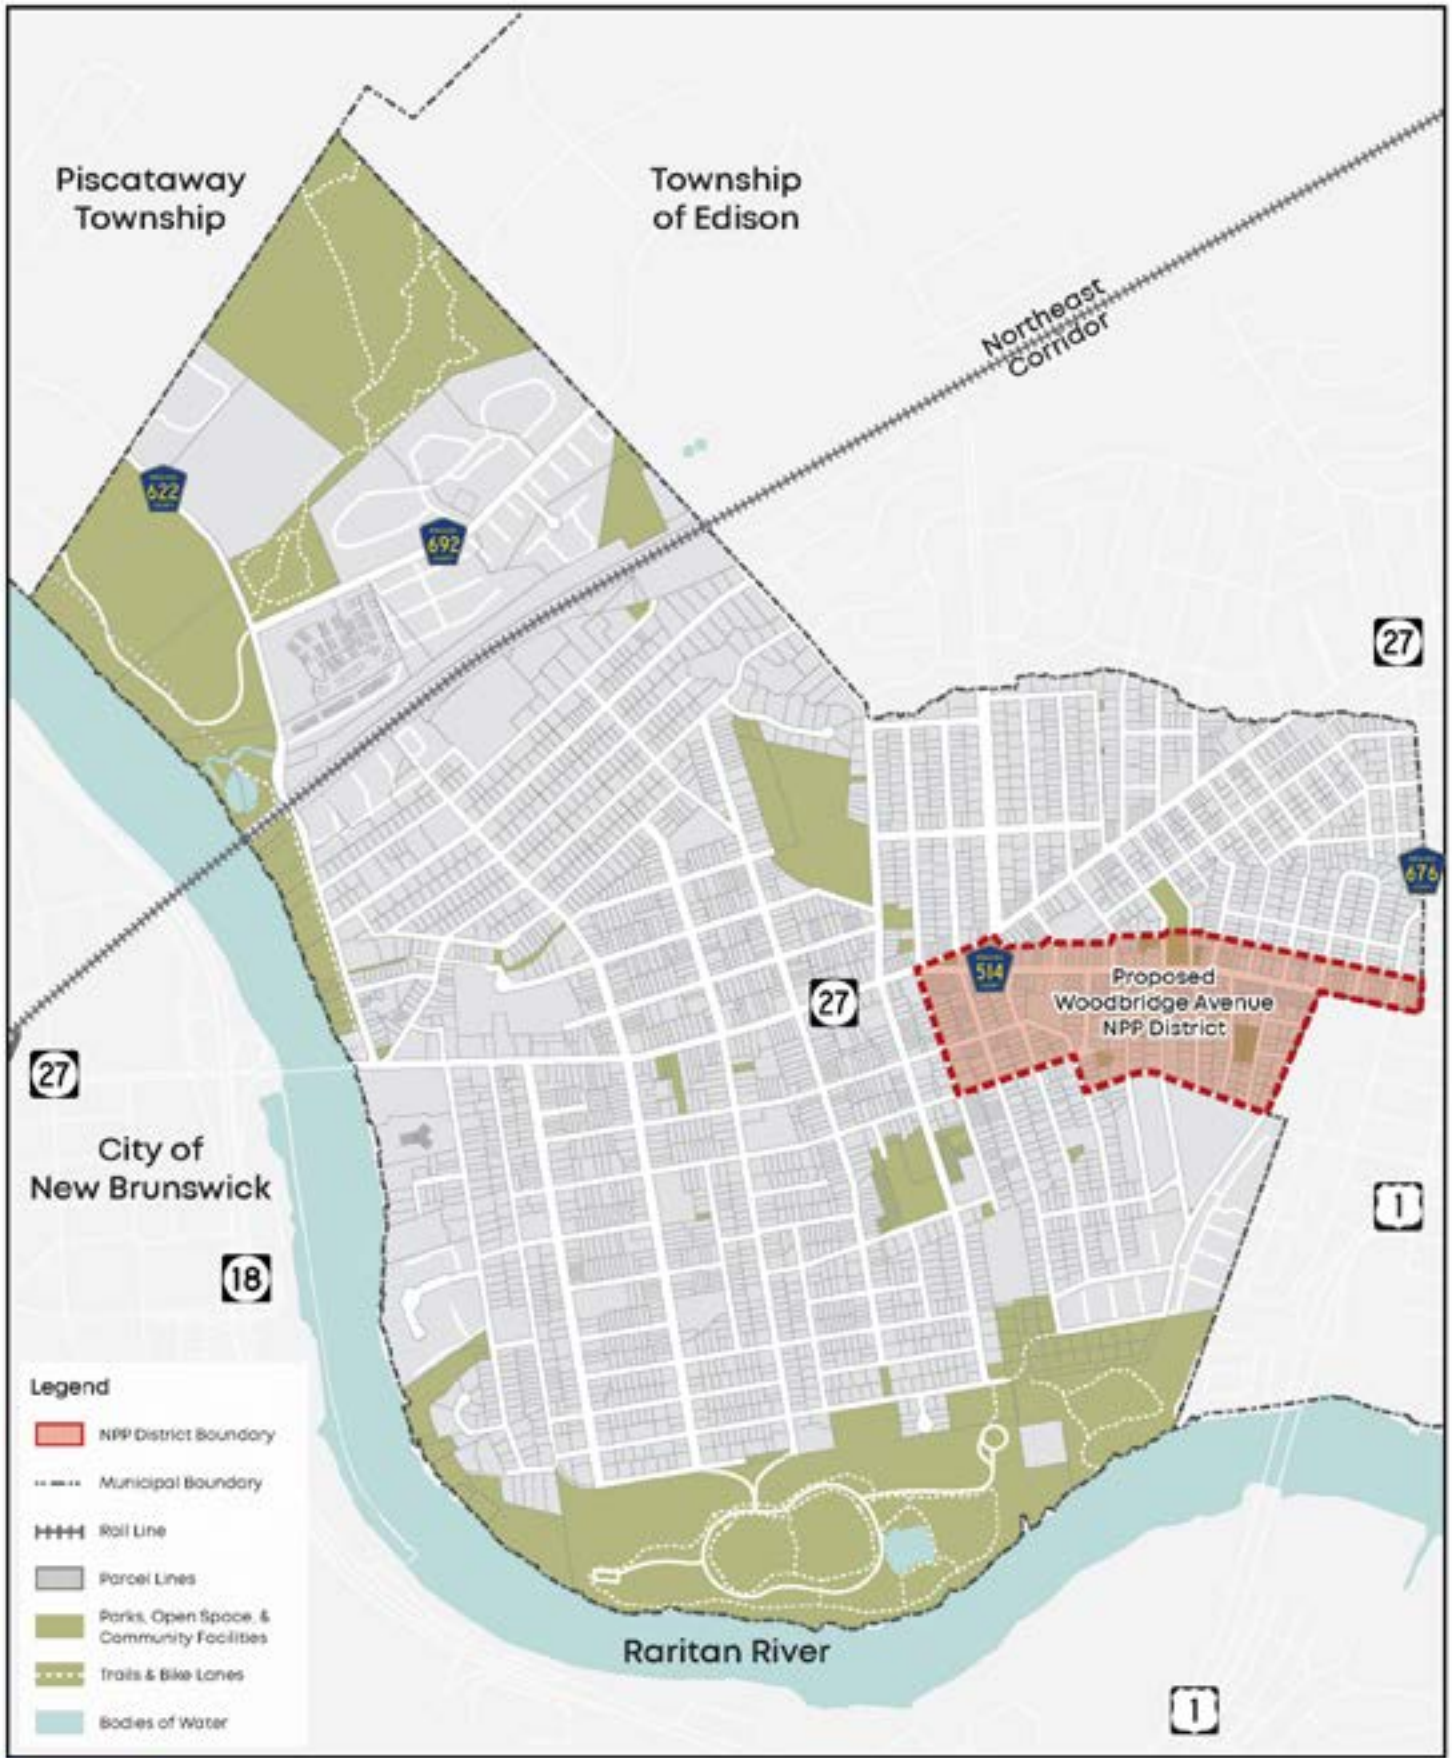 Piscataway
Township
Township
of Edison
Northeast
Corridor
622
692
27
676
514
Proposed
Woodbridge Avenue
NPP District
27
27
City of
New Brunswick
1
18
Legend
NPP District Boundary
Municipal Boundary
Rail Line
Parcel Lines
Parks, Open Space, &
Community Facilities
Trails & Bike Lanes
Bodies of Water
Raritan River
1